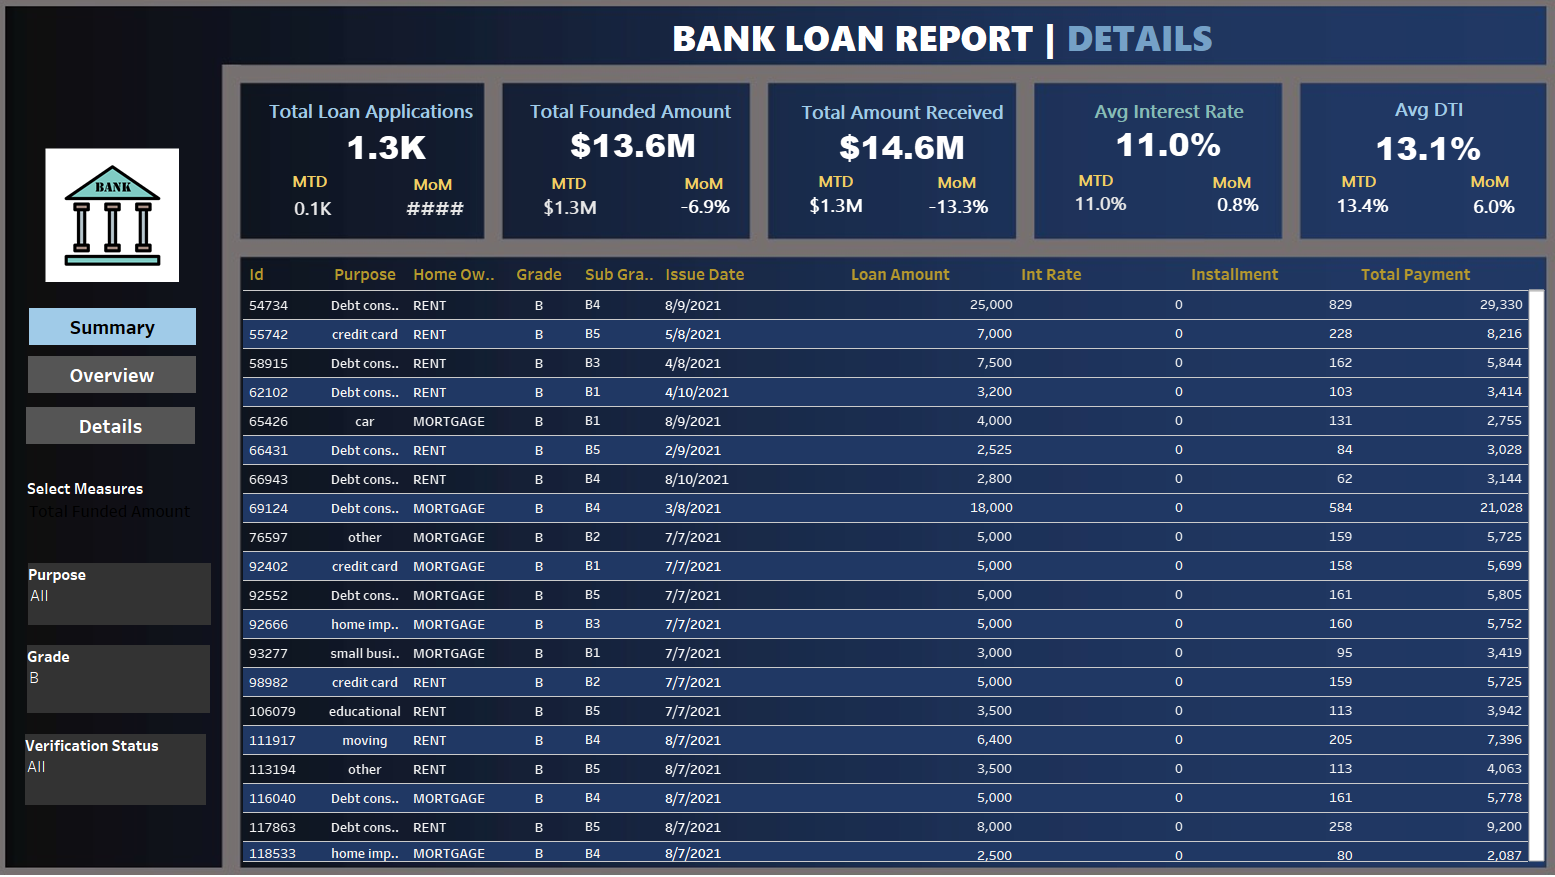 BANK LOAN REPORT | DETAILS
BANK
Summary
Overview
Details
Select Measures
Total Funded Amount
Purpose
All
Grade
B
Verification Status
All
Total Loan Applications
1.3K
MTD MoM
0.1K ####
Total Founded Amount
$13.6M
MTD MoM
$1.3M -6.9%
Total Amount Received
$14.6M
MTD MoM
$1.3M -13.3%
Avg Interest Rate
11.0%
MTD MoM
11.0% 0.8%
Avg DTI
13.1%
MTD MoM
13.4% 6.0%
Id Purpose Home Ow.. Grade Sub Gra.. Issue Date Loan Amount Int Rate Installment Total Payment
54734 Debt cons.. RENT B B4 8/9/2021 25,000 0 829 29,330
55742 credit card RENT B B5 5/8/2021 7,000 0 228 8,216
58915 Debt cons.. RENT B B3 4/8/2021 7,500 0 162 5,844
62102 Debt cons.. RENT B B1 4/10/2021 3,200 0 103 3,414
65426 car MORTGAGE B B1 8/9/2021 4,000 0 131 2,755
66431 Debt cons.. RENT B B5 2/9/2021 2,525 0 84 3,028
66943 Debt cons.. RENT B B4 8/10/2021 2,800 0 62 3,144
69124 Debt cons.. MORTGAGE B B4 3/8/2021 18,000 0 584 21,028
76597 other MORTGAGE B B2 7/7/2021 5,000 0 159 5,725
92402 credit card MORTGAGE B B1 7/7/2021 5,000 0 158 5,699
92552 Debt cons.. MORTGAGE B B5 7/7/2021 5,000 0 161 5,805
92666 home imp.. MORTGAGE B B3 7/7/2021 5,000 0 160 5,752
93277 small busi.. MORTGAGE B B1 7/7/2021 3,000 0 95 3,419
98982 credit card RENT B B2 7/7/2021 5,000 0 159 5,725
106079 educational RENT B B5 7/7/2021 3,500 0 113 3,942
111917 moving RENT B B4 8/7/2021 6,400 0 205 7,396
113194 other RENT B B5 8/7/2021 3,500 0 113 4,063
116040 Debt cons.. MORTGAGE B B4 8/7/2021 5,000 0 161 5,778
117863 Debt cons.. RENT B B5 8/7/2021 8,000 0 258 9,200
118533 home imp.. MORTGAGE B B4 8/7/2021 2,500 0 80 2,087